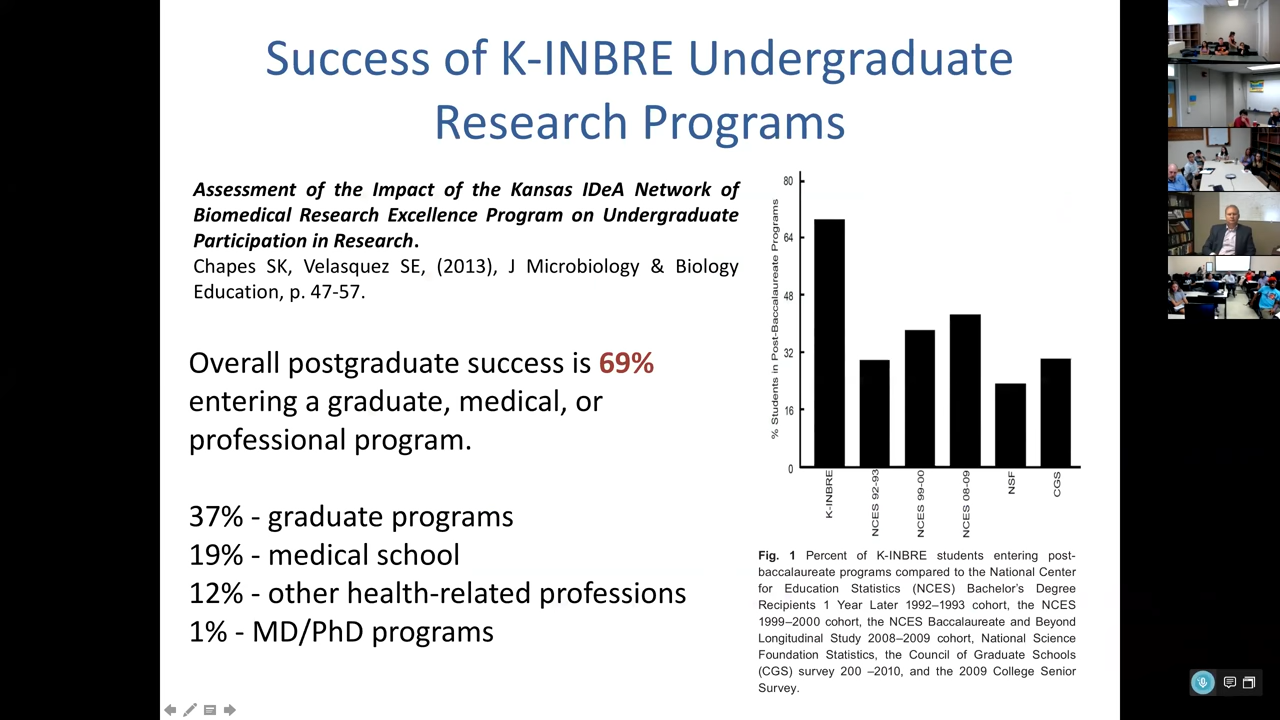 Success of K-INBRE Undergraduate
Research Programs
Assessment of the Impact of the Kansas IDeA Network of
Biomedical Research Excellence Program on Undergraduate
Participation in Research.
Chapes SK, Velasquez SE, (2013), J Microbiology & Biology
Education, p. 47-57.
Overall postgraduate success is 69%
entering a graduate, medical, or
professional program.
37% - graduate programs
19% - medical school
12% - other health-related professions
1% - MD/PhD programs
% Students in Post-Baccalaureate Programs
80
64
48
32
16
0
K-INBRE
NCES 92-93
NCES 99-00
NCES 08-09
NSF
CGS
Fig. 1 Percent of K-INBRE students entering post-
baccalaureate programs compared to the National Center
for Education Statistics (NCES) Bachelor's Degree
Recipients 1 Year Later 1992–1993 cohort, the NCES
1999–2000 cohort, the NCES Baccalaureate and Beyond
Longitudinal Study 2008–2009 cohort, National Science
Foundation Statistics, the Council of Graduate Schools
(CGS) survey 200 –2010, and the 2009 College Senior
Survey.